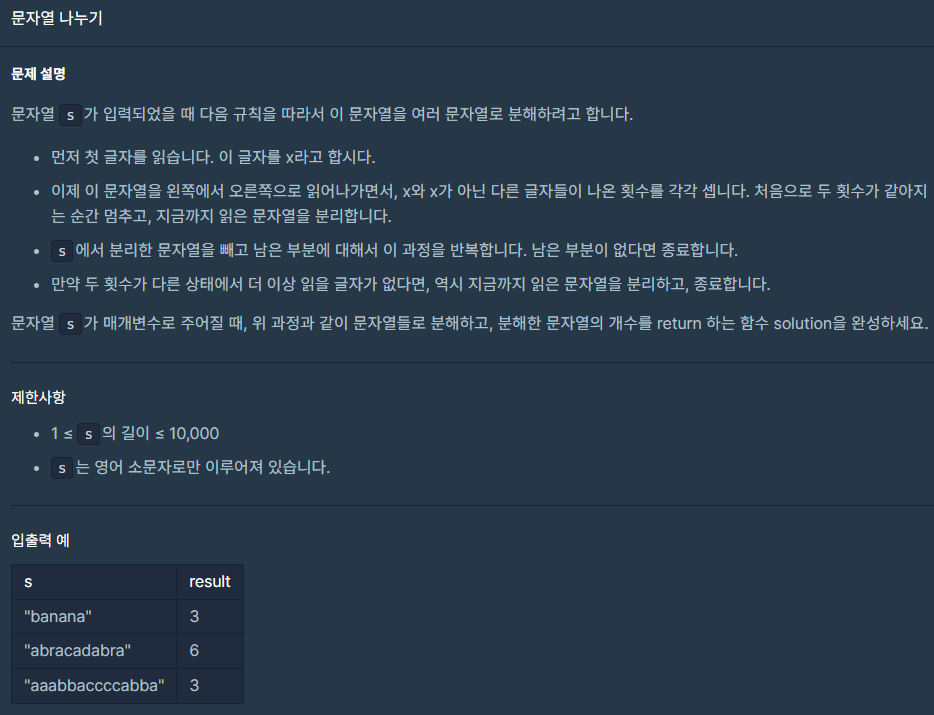 문자열 나누기
문제 설명
문자열 s 가 입력되었을 때 다음 규칙을 따라서 이 문자열을 여러 문자열로 분해하려고 합니다.
• 먼저 첫 글자를 읽습니다. 이 글자를 x라고 합시다.
• 이제 이 문자열을 왼쪽에서 오른쪽으로 읽어나가면서, x와 x가 아닌 다른 글자들이 나온 횟수를 각각 셉니다. 처음으로 두 횟수가 같아지
는 순간 멈추고, 지금까지 읽은 문자열을 분리합니다.
• s 에서 분리한 문자열을 빼고 남은 부분에 대해서 이 과정을 반복합니다. 남은 부분이 없다면 종료합니다.
• 만약 두 횟수가 다른 상태에서 더 이상 읽을 글자가 없다면, 역시 지금까지 읽은 문자열을 분리하고, 종료합니다.
문자열 s 가 매개변수로 주어질 때, 위 과정과 같이 문자열들로 분해하고, 분해한 문자열의 개수를 return 하는 함수 solution을 완성하세요.
제한사항
• 1 ≤ s 의 길이 ≤ 10,000
• s 는 영어 소문자로만 이루어져 있습니다.
입출력 예
s result
"banana" 3
"abracadabra" 6
"aaabbaccccabba" 3